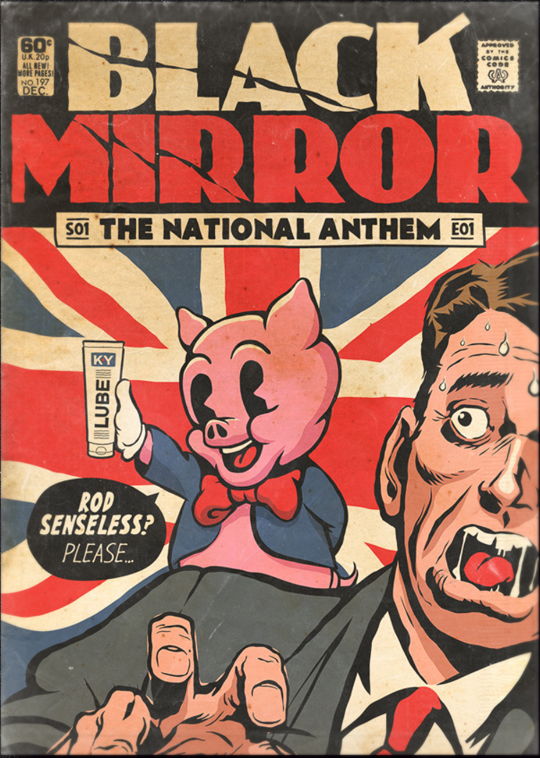 60¢
U.K. 20p
ALL NEW!
MORE PAGES!
NO. 197
DEC.
BLACK
MIRROR
APPROVED
BY THE
COMICS
CODE
AUTHORITY
S01 THE NATIONAL ANTHEM E01
KY
LUBE
ROD
SENSELESS?
PLEASE...